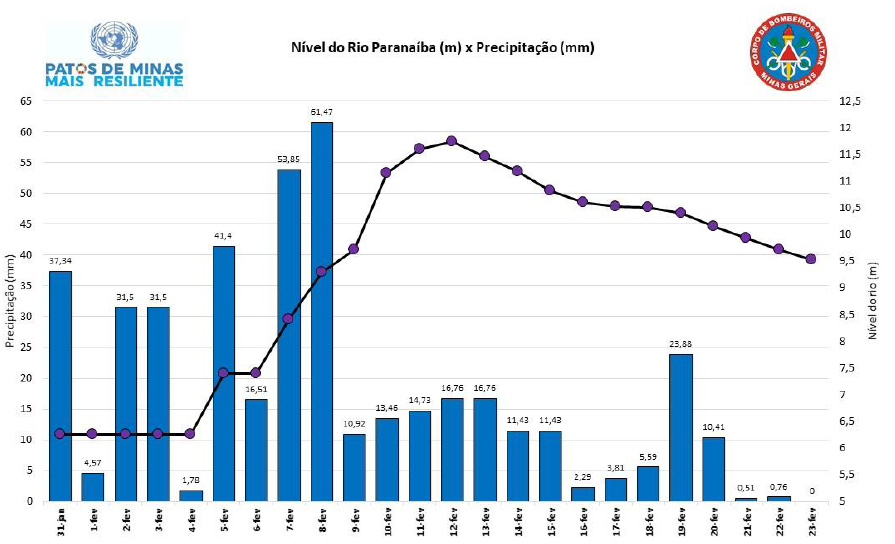 Nível do Rio Paranaíba (m) x Precipitação (mm)
PATOS DE MINAS
MAIS RESILIENTE
CORPO DE BOMBEIROS MILITAR
MINAS GERAIS
Precipitação (mm)
65
60
55
50
45
40
35
30
25
20
15
10
5
0
37,34
4,57
31,5
31,5
1,78
41,4
16,51
53,85
61,47
10,92
13,46
14,73
16,76
16,76
11,43
11,43
2,29
3,81
5,59
23,88
10,41
0,51
0,76
0
12,5
12
11,5
11
10,5
10
9,5
9
8,5
8
7,5
7
6,5
6
5,5
5
Nível do rio (m)
31-jan
1-fev
2-fev
3-fev
4-fev
5-fev
6-fev
7-fev
8-fev
9-fev
10-fev
11-fev
12-fev
13-fev
14-fev
15-fev
16-fev
17-fev
18-fev
19-fev
20-fev
21-fev
22-fev
23-fev